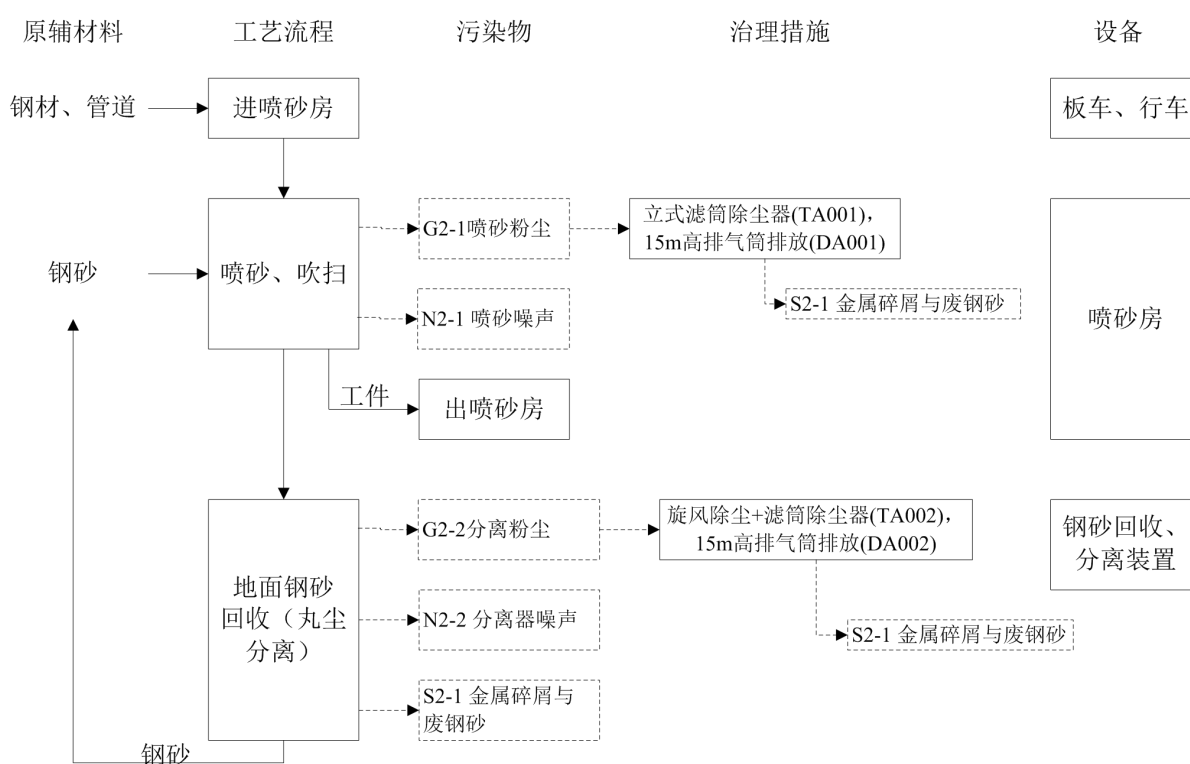 原辅材料
工艺流程
污染物
治理措施
设备
钢材、管道
进喷砂房
板车、行车
钢砂
喷砂、吹扫
G2-1喷砂粉尘
立式滤筒除尘器(TA001)，
15m高排气筒排放(DA001)
S2-1 金属碎屑与废钢砂
N2-1 喷砂噪声
喷砂房
工件
出喷砂房
地面钢砂
回收（丸尘
分离）
G2-2分离粉尘
旋风除尘+滤筒除尘器(TA002)，
15m高排气筒排放(DA002)
S2-1 金属碎屑与废钢砂
钢砂回收、
分离装置
N2-2 分离器噪声
S2-1 金属碎屑与
废钢砂
钢砂